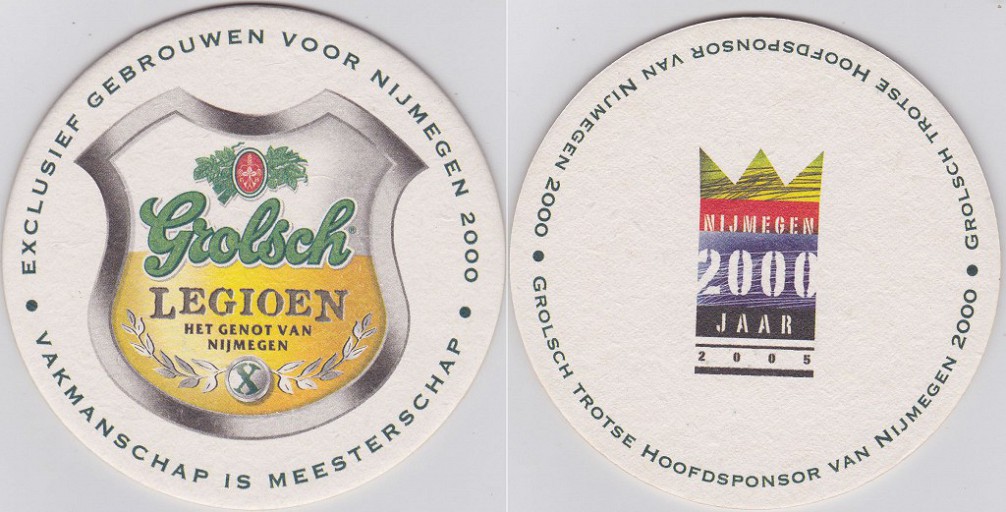 EXCLUSIEF GEBROUWEN VOOR NIJMEGEN 2000
Grolsch®
LEGIOEN
HET GENOT VAN
NIJMEGEN
X
• VAKMANSCHAP IS MEESTERSCHAP •
GROLSCH TROTSE HOOFDSPONSOR VAN NIJMEGEN 2000 •
NIJMEGEN
2000
JAAR
2005
GROLSCH TROTSE HOOFDSPONSOR VAN NIJMEGEN 2000 •